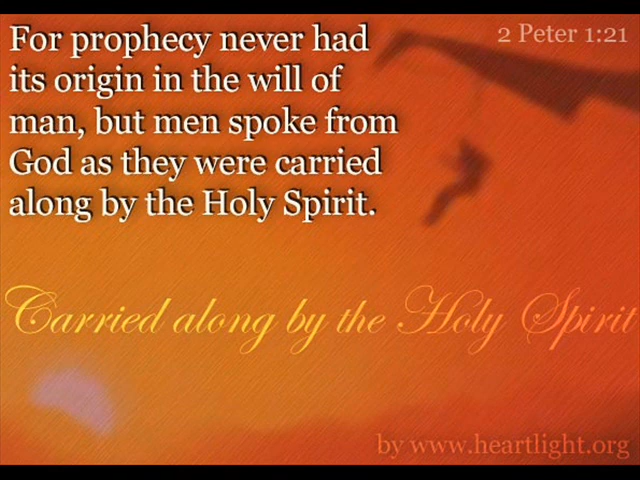 For prophecy never had
its origin in the will of
man, but men spoke from
God as they were carried
along by the Holy Spirit.
2 Peter 1:21
Carried along by the Holy Spirit
by www.heartlight.org